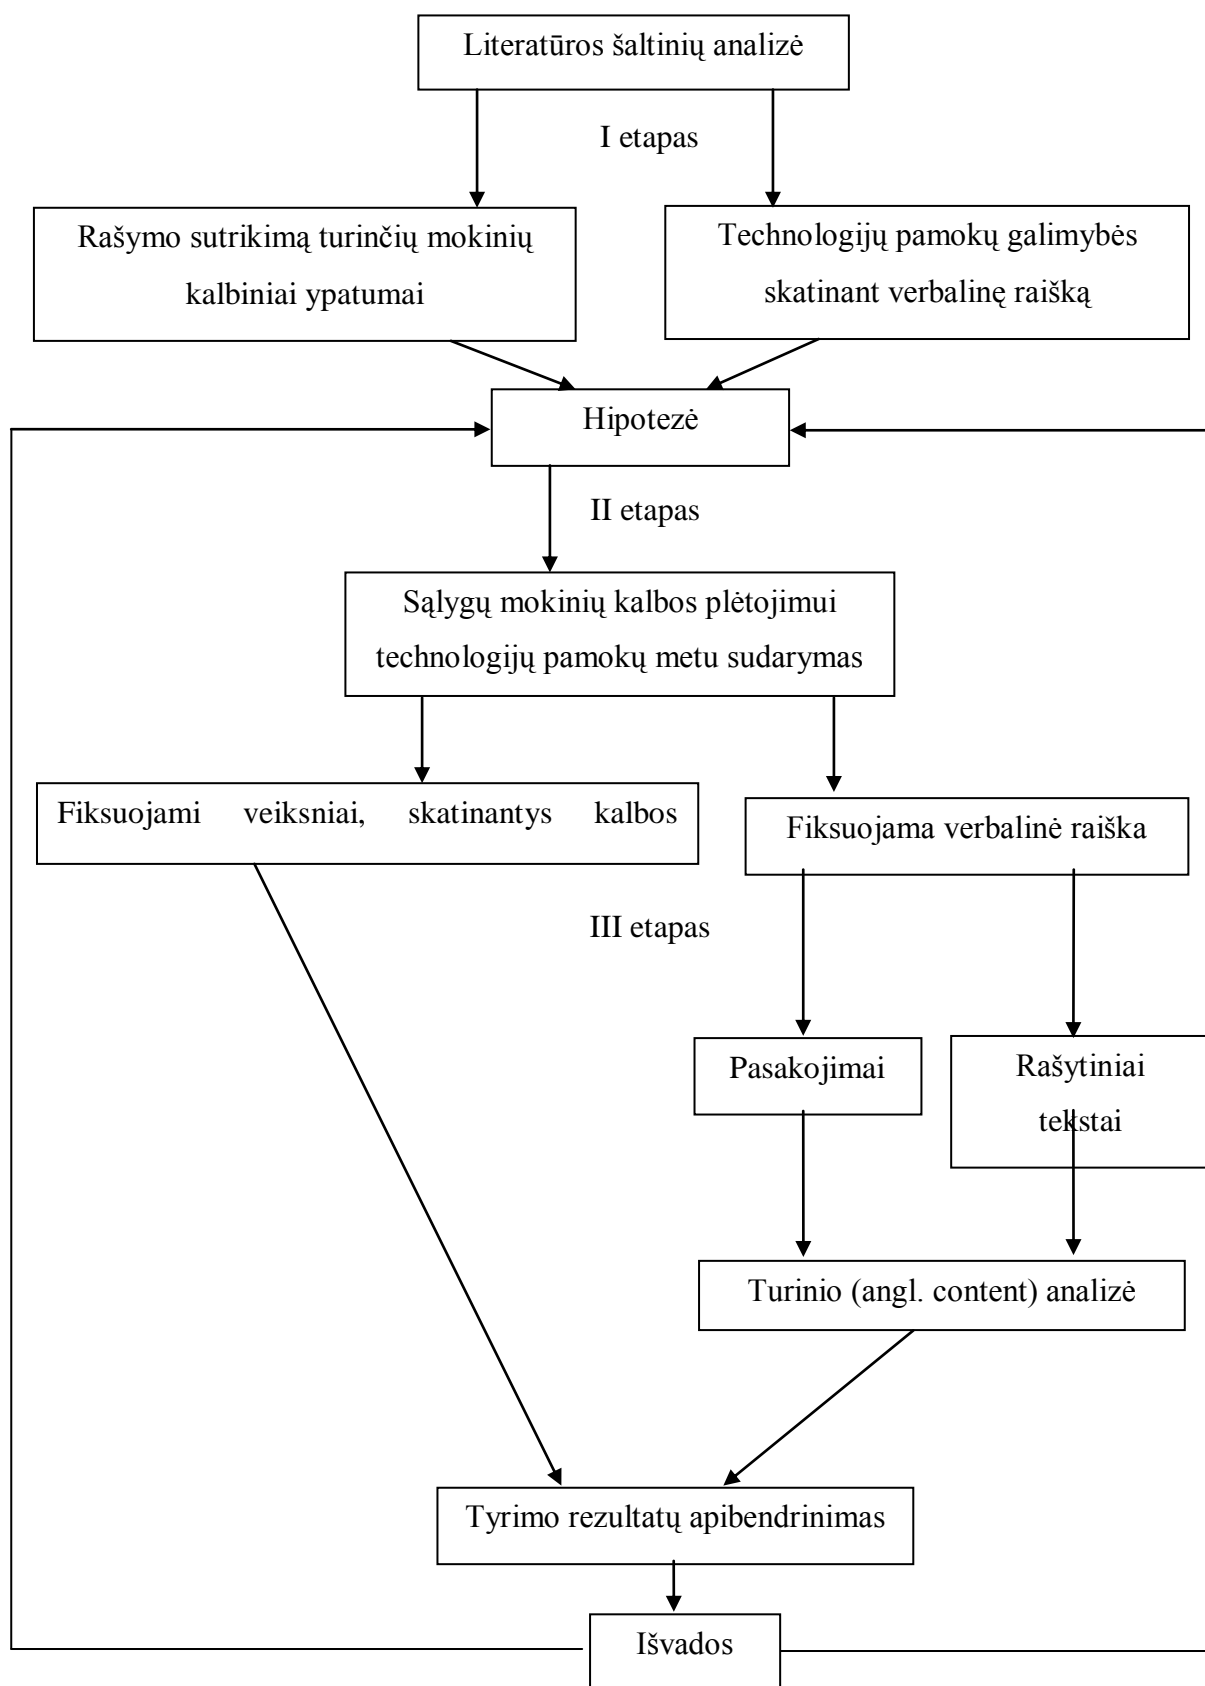 Literatūros šaltinių analizė
I etapas
Rašymo sutrikimą turinčių mokinių
kalbiniai ypatumai
Technologijų pamokų galimybės
skatinant verbalinę raišką
Hipotezė
II etapas
Sąlygų mokinių kalbos plėtojimui
technologijų pamokų metu sudarymas
Fiksuojami veiksniai, skatinantys kalbos
Fiksuojama verbalinė raiška
III etapas
Pasakojimai
Rašytiniai
tekstai
Turinio (angl. content) analizė
Tyrimo rezultatų apibendrinimas
Išvados